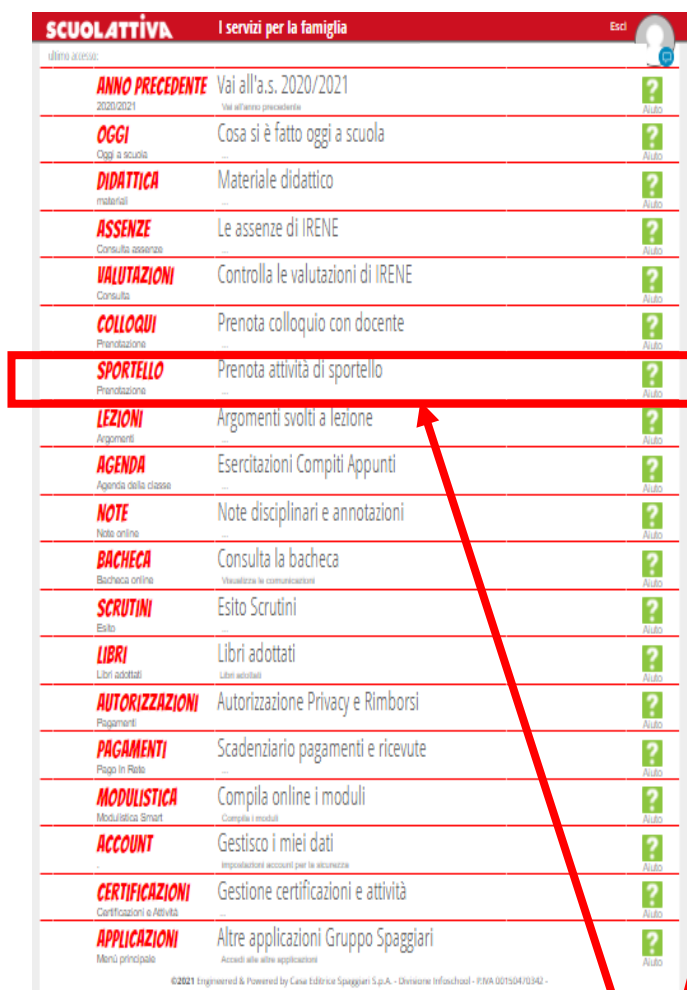 SCUOLATTIVA I servizi per la famiglia Esci
ultimo accesso:
ANNO PRECEDENTE Vai all'a.s. 2020/2021
2020/2021 Vai all'anno precedente Aiuto
OGGI Cosa si è fatto oggi a scuola
Oggi a scuola ... Aiuto
DIDATTICA Materiale didattico
materiali ... Aiuto
ASSENZE Le assenze di IRENE
Consulta assenze ... Aiuto
VALUTAZIONI Controlla le valutazioni di IRENE
Consulta ... Aiuto
COLLOQUI Prenota colloquio con docente
Prenotazione ... Aiuto
SPORTELLO Prenota attività di sportello
Prenotazione ... Aiuto
LEZIONI Argomenti svolti a lezione
Argomenti ... Aiuto
AGENDA Esercitazioni Compiti Appunti
Agenda della classe ... Aiuto
NOTE Note disciplinari e annotazioni
Note online ... Aiuto
BACHECA Consulta la bacheca
Bacheca online Visualizza le comunicazioni Aiuto
SCRUTINI Esito Scrutini
Esito ... Aiuto
LIBRI Libri adottati
Libri adottati Libri adottati Aiuto
AUTORIZZAZIONI Autorizzazione Privacy e Rimborsi
Pagamenti ... Aiuto
PAGAMENTI Scadenziario pagamenti e ricevute
Pago In Rete ... Aiuto
MODULISTICA Compila online i moduli
Modulistica Smart Compila i moduli Aiuto
ACCOUNT Gestisco i miei dati
. Impostazioni account per la sicurezza Aiuto
CERTIFICAZIONI Gestione certificazioni e attività
Certificazioni e Attività ... Aiuto
APPLICAZIONI Altre applicazioni Gruppo Spaggiari
Menù principale Accedi alle altre applicazioni Aiuto
©2021 Engineered & Powered by Casa Editrice Spaggiari S.p.A. - Divisione Infoschool - P.IVA 00150470342 -